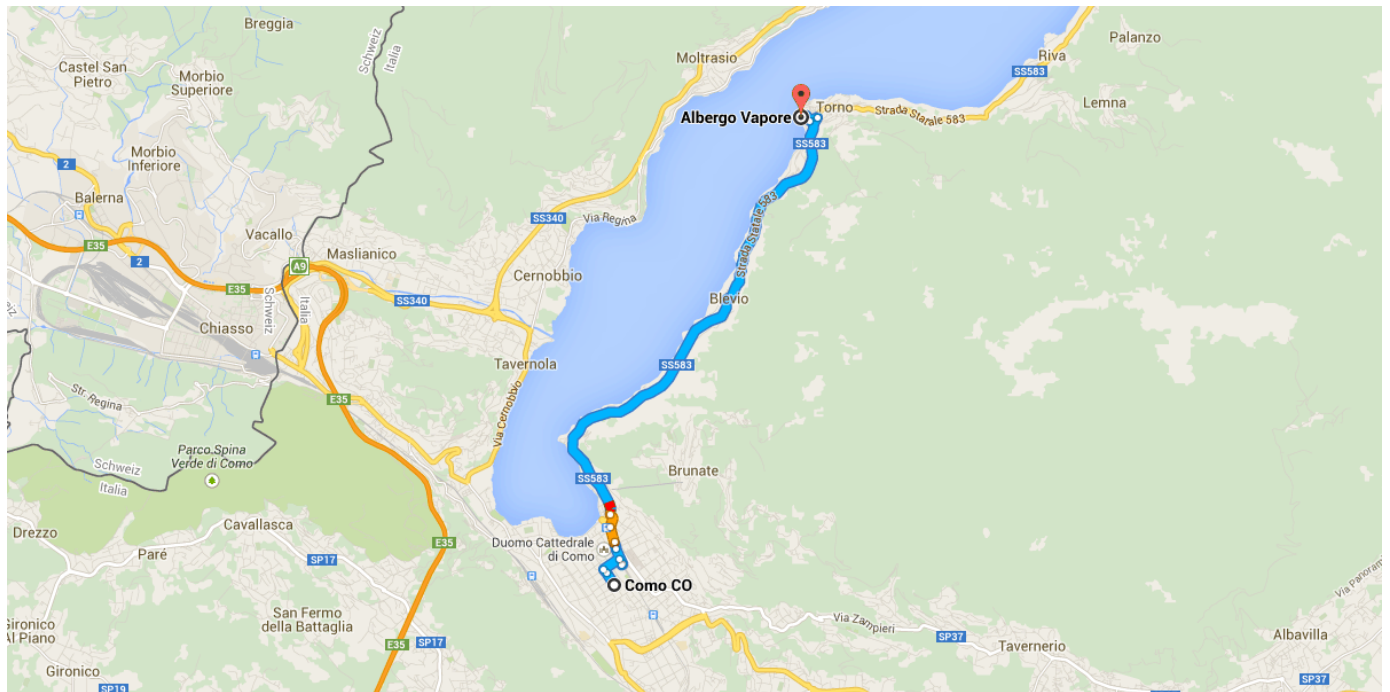 Breggia
Schweiz
Italia
Castel San
Pietro
Morbio
Superiore
Moltrasio
Palanzo
Riva
SS583
Lemna
Albergo Vapore
Torno
Strada Statale 583
SS583
2
Morbio
Inferiore
Balerna
Vacallo
E35
2
A9
Maslianico
SS340
Via Regina
Strada Statale 583
Cernobbio
E35
Schweiz
Italia
SS340
Blevio
Chiasso
Tavernola
SS583
Str. Regina
E35
Via Cernobbio
Parco Spina
Verde di Como
Schweiz
Italia
Brunate
SS583
Drezzo
Cavallasca
Paré
SP17
E35
Duomo Cattedrale
di Como
Como CO
San Fermo
della Battaglia
Via Zampieri
SP37
Tavernerio
Albavilla
Gironico
Al Piano
E35
SP17
Gironico
SP19
SP37